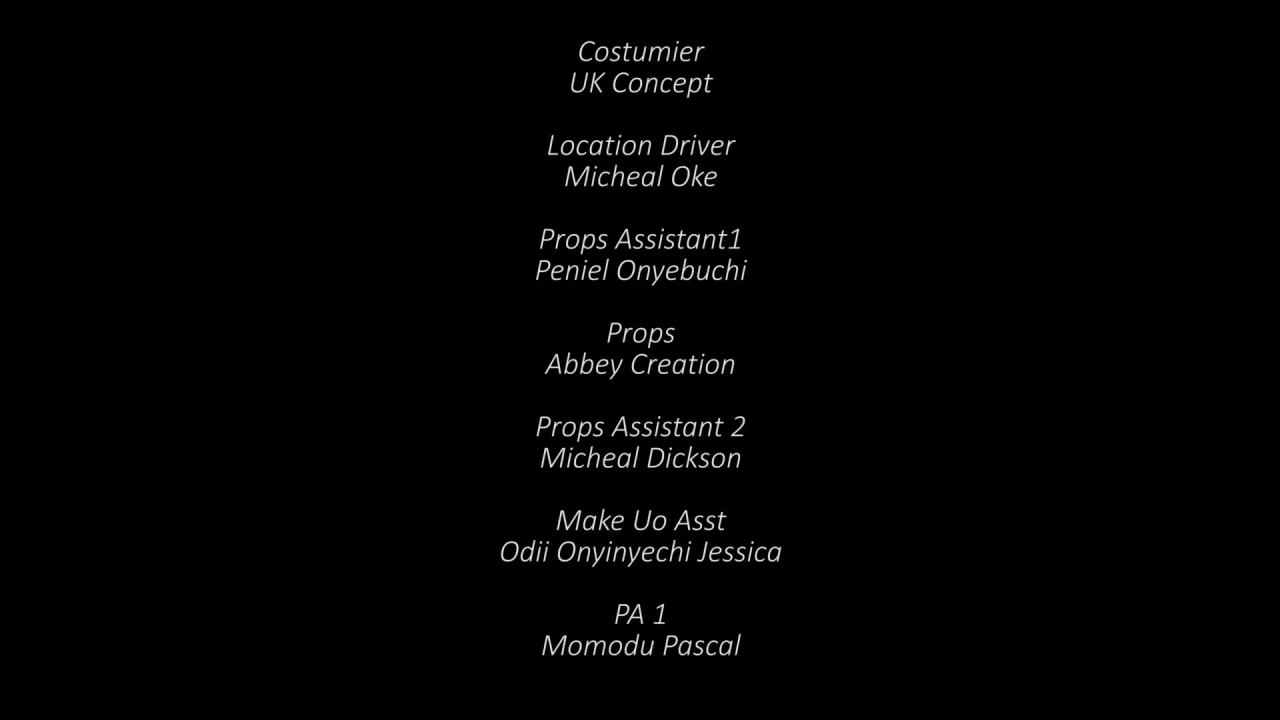 Costumier
UK Concept
Location Driver
Micheal Oke
Props Assistant1
Peniel Onyebuchi
Props
Abbey Creation
Props Assistant 2
Micheal Dickson
Make Uo Asst
Odii Onyinyechi Jessica
PA 1
Momodu Pascal